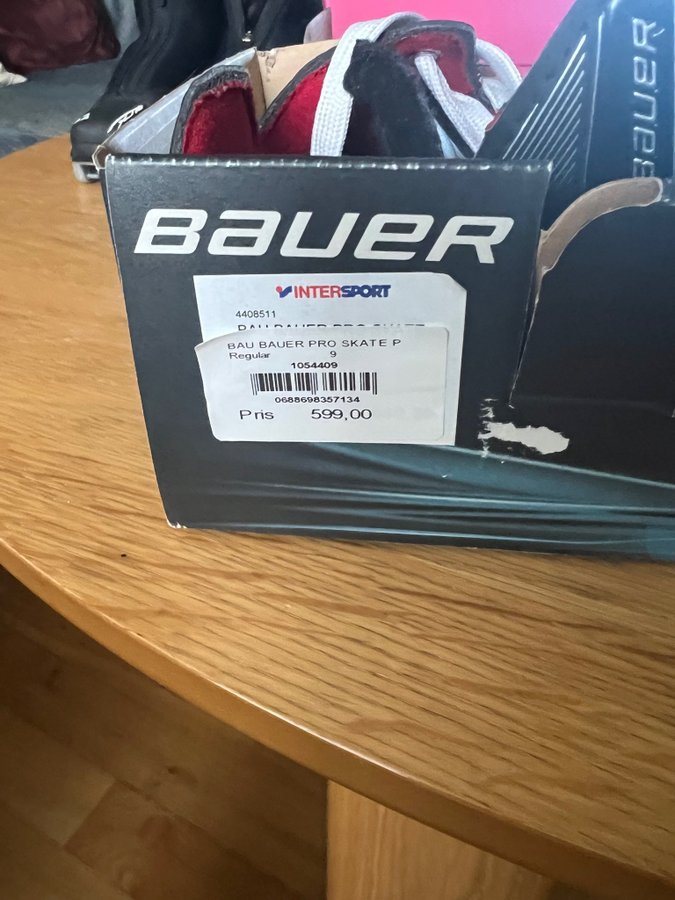 BAUER
BAUER
INTERSPORT
4408511
BAU BAUER PRO SKATE P
Regular 9
1054409
0688698357134
Pris 599,00